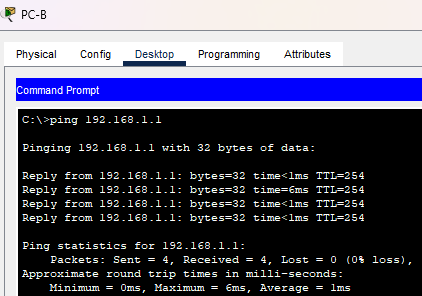 PC-B
Physical Config Desktop Programming Attributes
Command Prompt
C:\>ping 192.168.1.1
Pinging 192.168.1.1 with 32 bytes of data:
Reply from 192.168.1.1: bytes=32 time<1ms TTL=254
Reply from 192.168.1.1: bytes=32 time=6ms TTL=254
Reply from 192.168.1.1: bytes=32 time<1ms TTL=254
Reply from 192.168.1.1: bytes=32 time<1ms TTL=254
Ping statistics for 192.168.1.1:
Packets: Sent = 4, Received = 4, Lost = 0 (0% loss),
Approximate round trip times in milli-seconds:
Minimum = 0ms, Maximum = 6ms, Average = 1ms